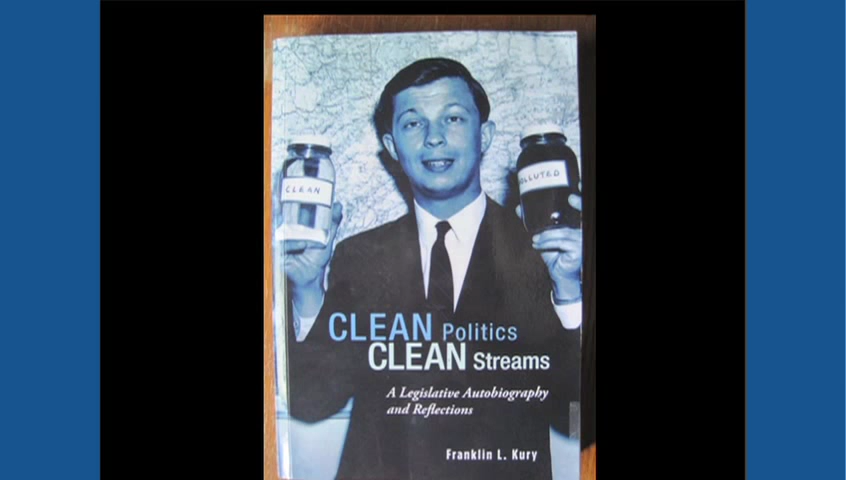 CLEAN
POLLUTED
CLEAN Politics
CLEAN Streams
A Legislative Autobiography
and Reflections
Franklin L. Kury